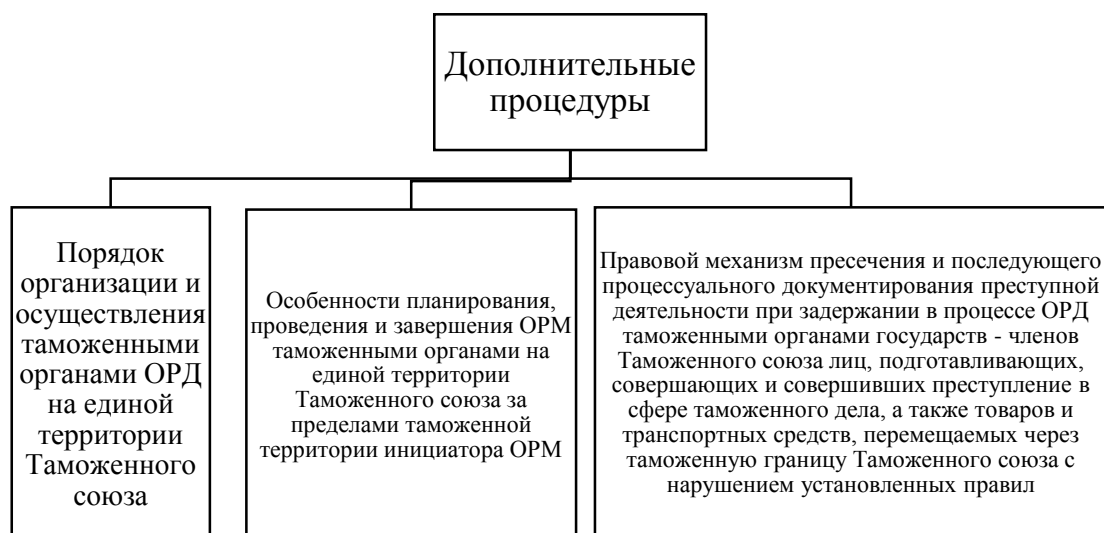 Дополнительные
процедуры
Порядок
организации и
осуществления
таможенными
органами ОРД
на единой
территории
Таможенного
союза
Особенности планирования,
проведения и завершения ОРМ
таможенными органами на
единой территории
Таможенного союза за
пределами таможенной
территории инициатора ОРМ
Правовой механизм пресечения и последующего
процессуального документирования преступной
деятельности при задержании в процессе ОРД
таможенными органами государств - членов
Таможенного союза лиц, подготавливающих,
совершающих и совершивших преступление в
сфере таможенного дела, а также товаров и
транспортных средств, перемещаемых через
таможенную границу Таможенного союза с
нарушением установленных правил